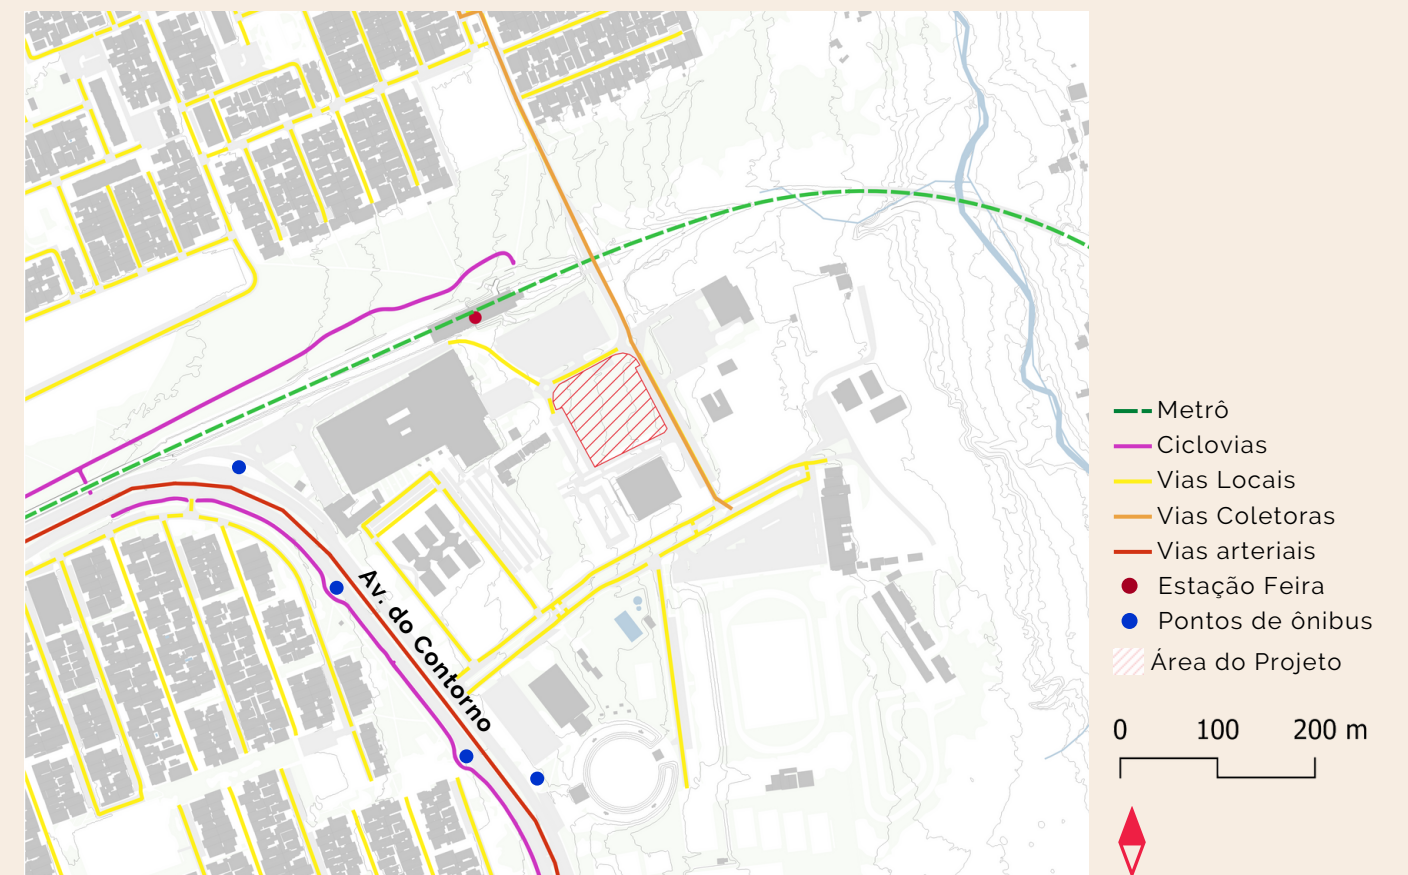 Av. do Contorno
Metrô
Ciclovias
Vias Locais
Vias Coletoras
Vias arteriais
Estação Feira
Pontos de ônibus
Área do Projeto
0 100 200 m